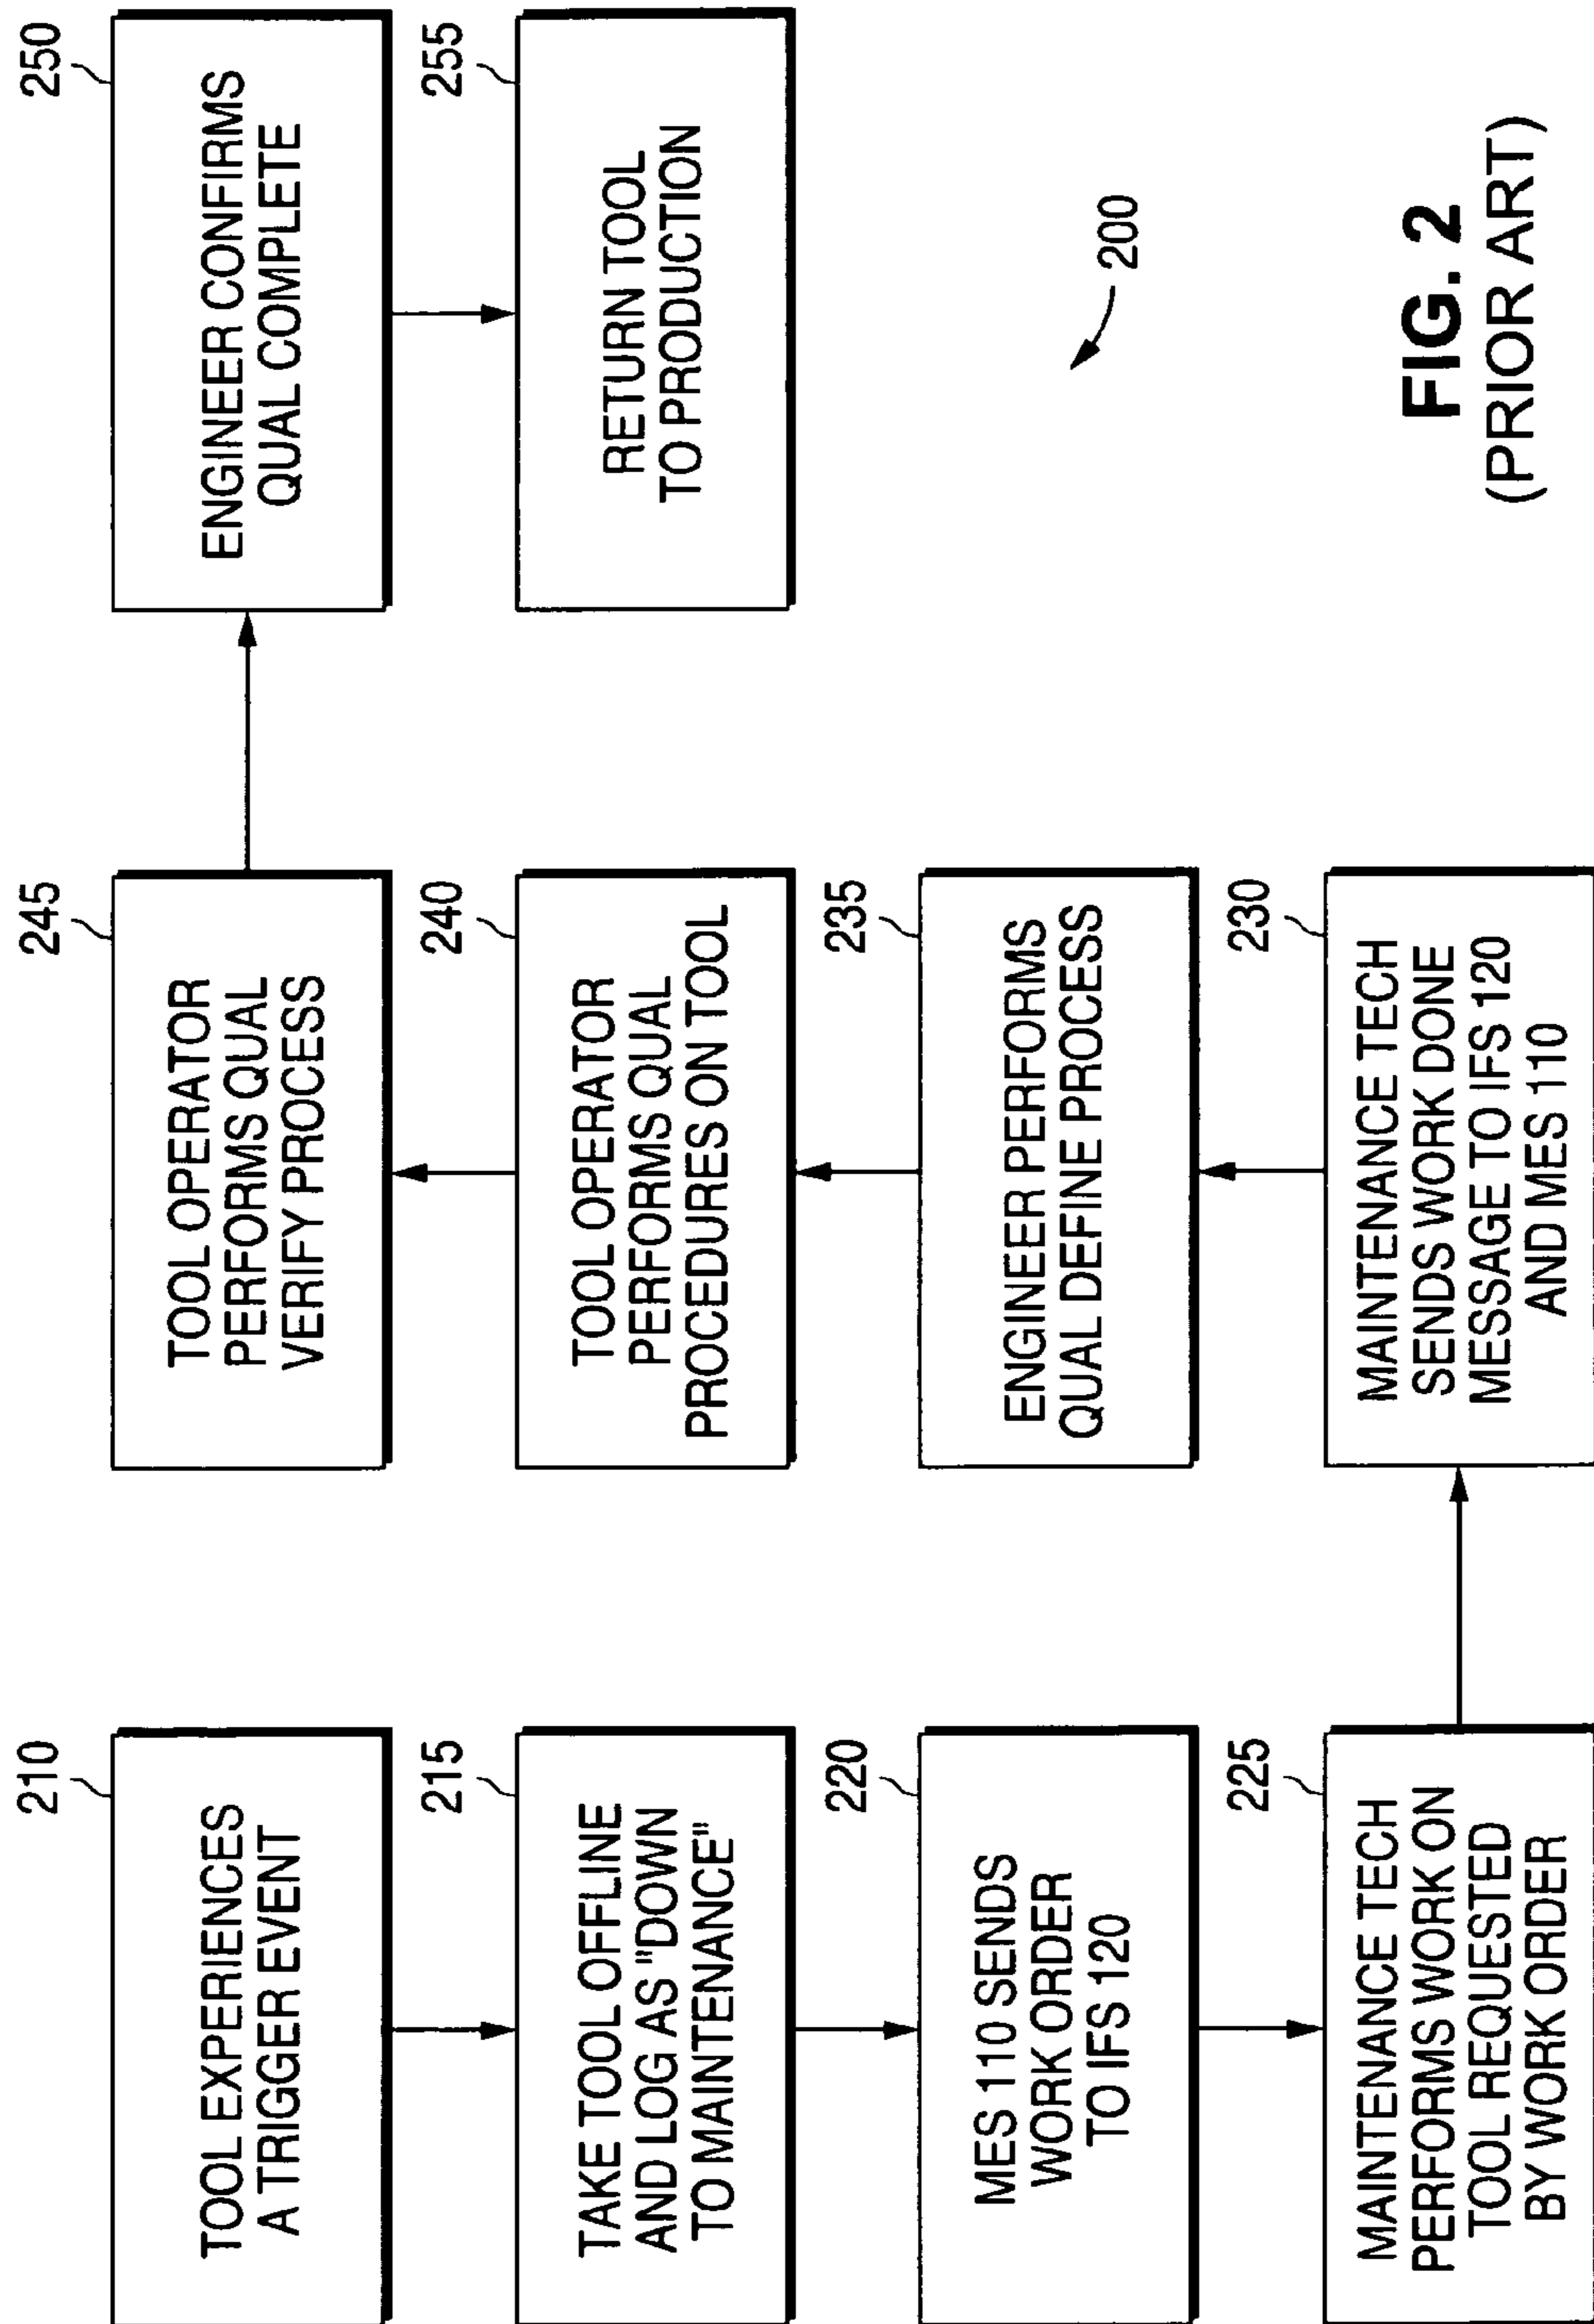 210
TOOL EXPERIENCES
A TRIGGER EVENT
215
TAKE TOOL OFFLINE
AND LOG AS "DOWN
TO MAINTENANCE"
220
MES 110 SENDS
WORK ORDER
TO IFS 120
225
MAINTENANCE TECH
PERFORMS WORK ON
TOOL REQUESTED
BY WORK ORDER
230
MAINTENANCE TECH
SENDS WORK DONE
MESSAGE TO IFS 120
AND MES 110
235
ENGINEER PERFORMS
QUAL DEFINE PROCESS
240
TOOL OPERATOR
PERFORMS QUAL
PROCEDURES ON TOOL
245
TOOL OPERATOR
PERFORMS QUAL
VERIFY PROCESS
250
ENGINEER CONFIRMS
QUAL COMPLETE
255
RETURN TOOL
TO PRODUCTION
200
FIG. 2
(PRIOR ART)